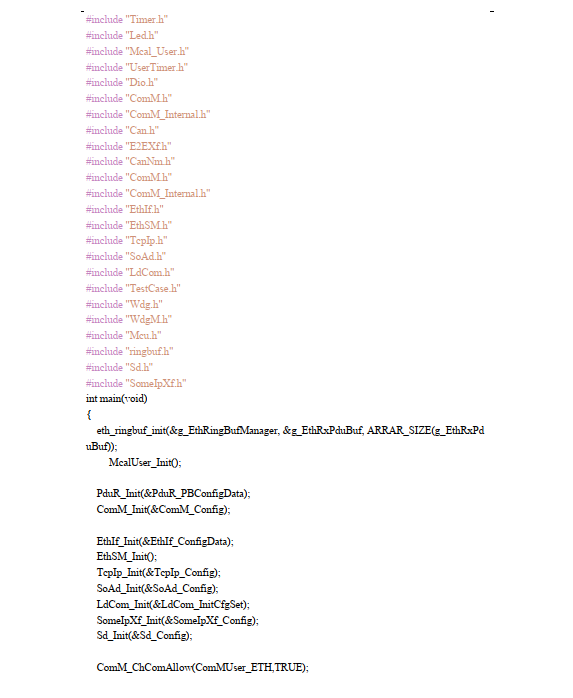 #include "Timer.h"
#include "Led.h"
#include "Mcal_User.h"
#include "UserTimer.h"
#include "Dio.h"
#include "ComM.h"
#include "ComM_Internal.h"
#include "Can.h"
#include "E2EXf.h"
#include "CanNm.h"
#include "ComM.h"
#include "ComM_Internal.h"
#include "EthIf.h"
#include "EthSM.h"
#include "TcpIp.h"
#include "SoAd.h"
#include "LdCom.h"
#include "TestCase.h"
#include "Wdg.h"
#include "WdgM.h"
#include "Mcu.h"
#include "ringbuf.h"
#include "Sd.h"
#include "SomeIpXf.h"
int main(void)
{
eth_ringbuf_init(&g_EthRingBufManager, &g_EthRxPduBuf, ARRAR_SIZE(g_EthRxPd
uBuf));
McalUser_Init();
PduR_Init(&PduR_PBConfigData);
ComM_Init(&ComM_Config);
EthIf_Init(&EthIf_ConfigData);
EthSM_Init();
TcpIp_Init(&TcpIp_Config);
SoAd_Init(&SoAd_Config);
LdCom_Init(&LdCom_InitCfgSet);
SomeIpXf_Init(&SomeIpXf_Config);
Sd_Init(&Sd_Config);
ComM_ChComAllow(ComMUser_ETH,TRUE);